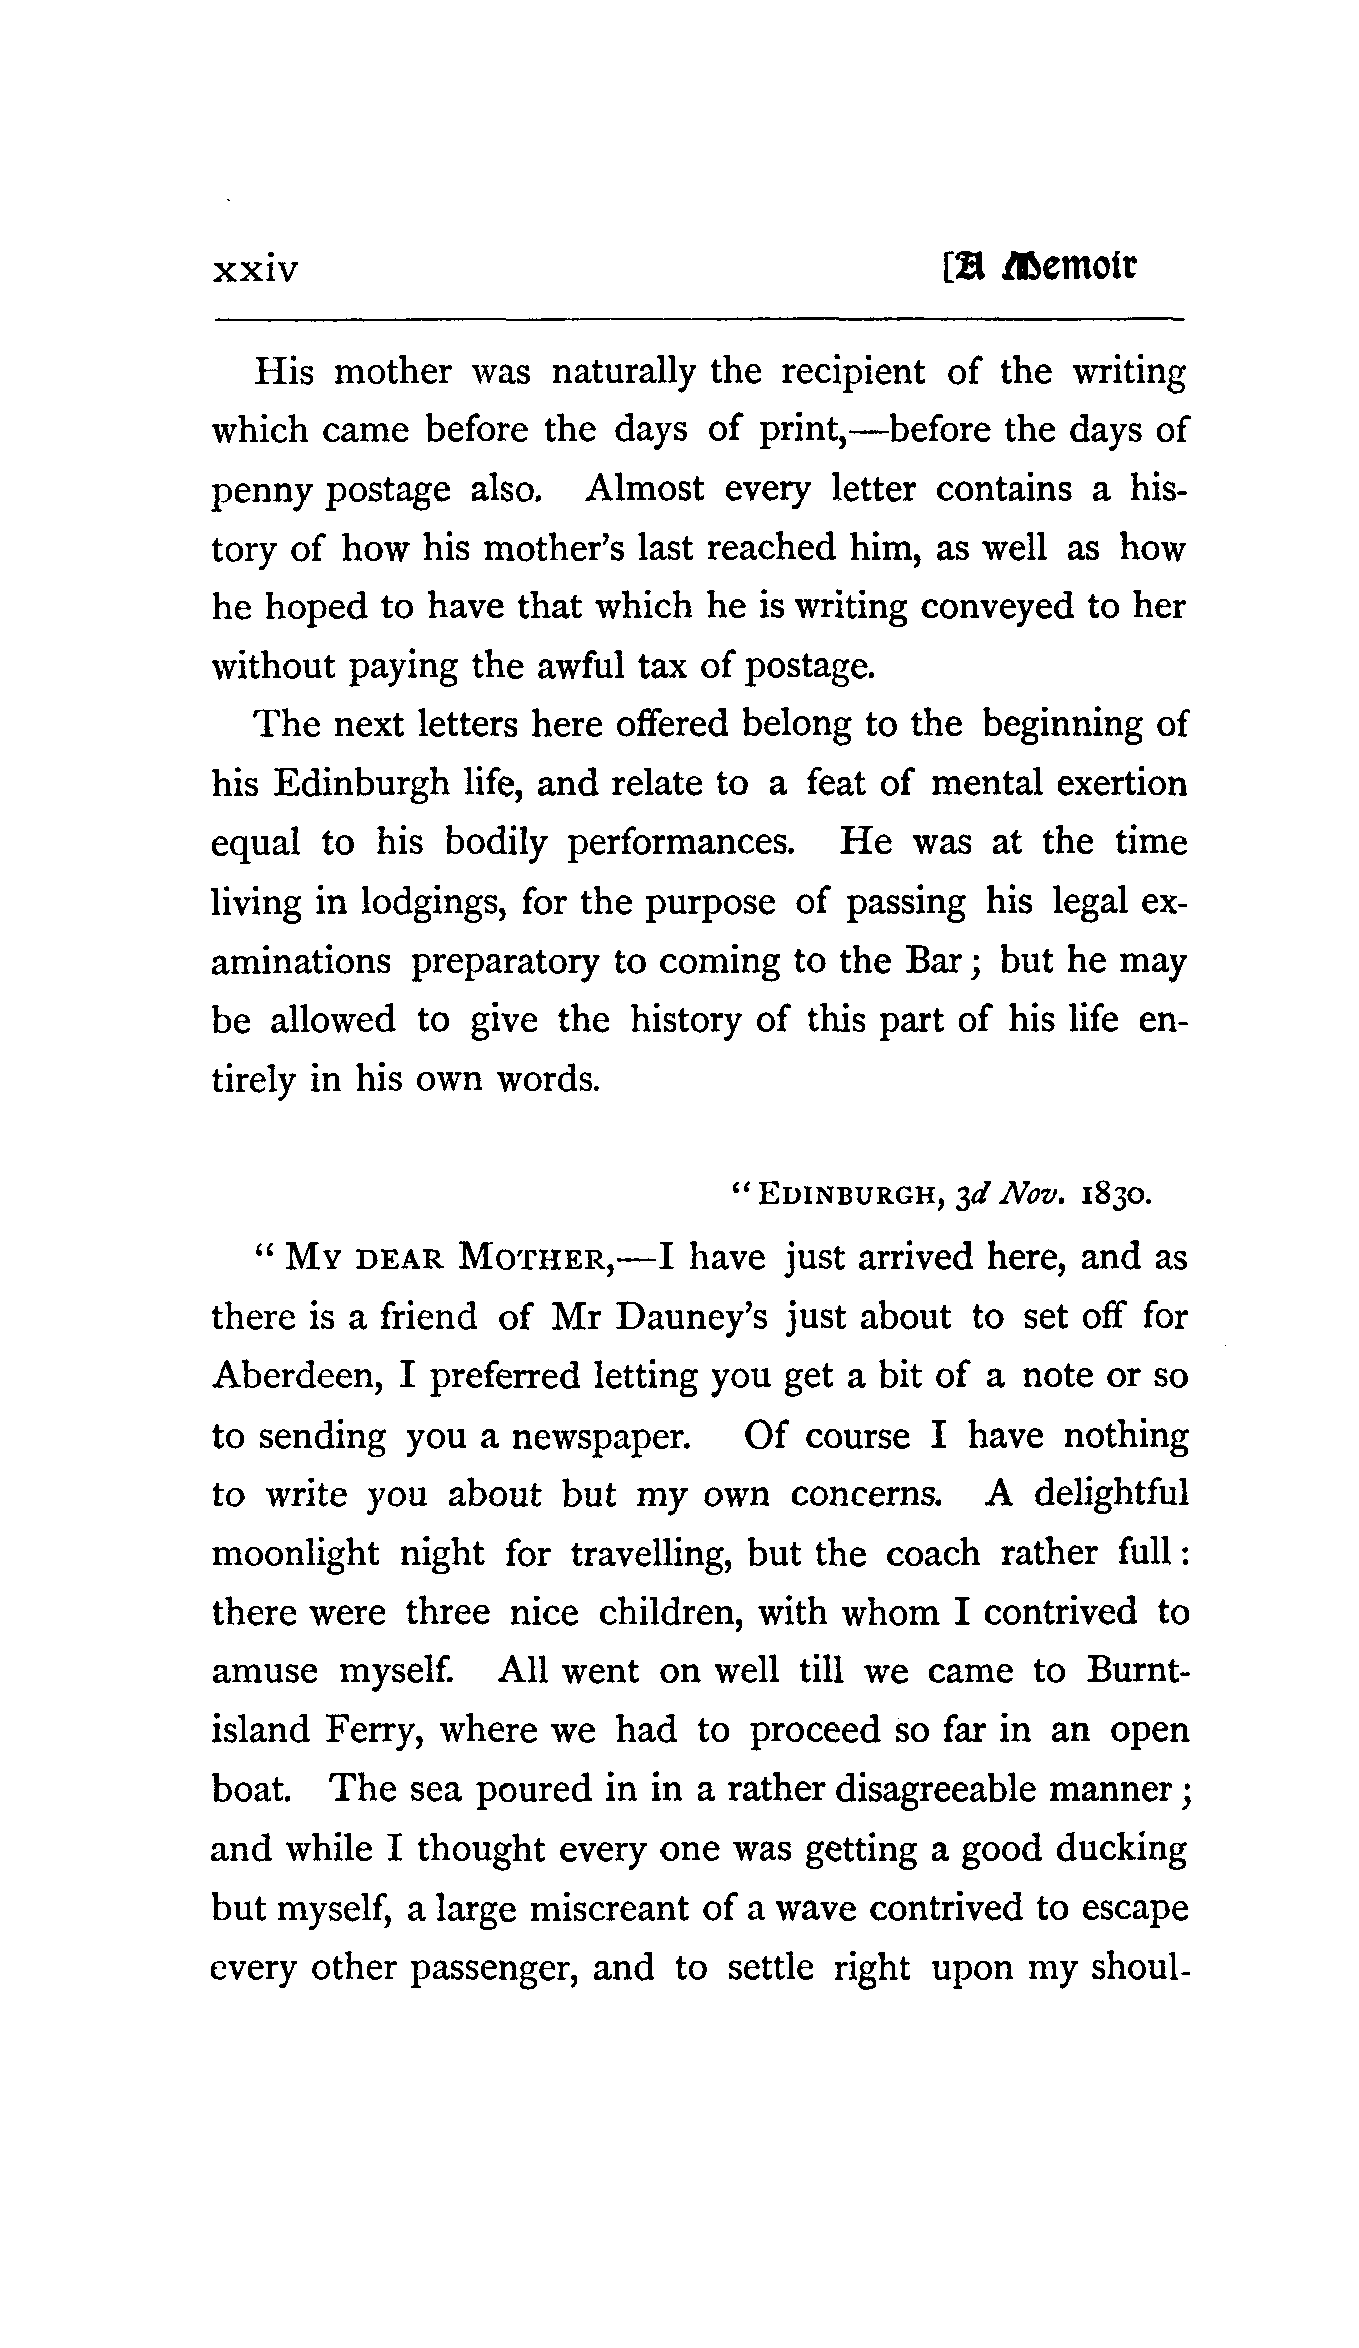 xxiv [A Memoir
His mother was naturally the recipient of the writing
which came before the days of print,—before the days of
penny postage also. Almost every letter contains a his-
tory of how his mother's last reached him, as well as how
he hoped to have that which he is writing conveyed to her
without paying the awful tax of postage.
The next letters here offered belong to the beginning of
his Edinburgh life, and relate to a feat of mental exertion
equal to his bodily performances. He was at the time
living in lodgings, for the purpose of passing his legal ex-
aminations preparatory to coming to the Bar; but he may
be allowed to give the history of this part of his life en-
tirely in his own words.
"EDINBURGH, 3d Nov. 1830.
"MY DEAR MOTHER,—I have just arrived here, and as
there is a friend of Mr Dauney's just about to set off for
Aberdeen, I preferred letting you get a bit of a note or so
to sending you a newspaper. Of course I have nothing
to write you about but my own concerns. A delightful
moonlight night for travelling, but the coach rather full:
there were three nice children, with whom I contrived to
amuse myself. All went on well till we came to Burnt-
island Ferry, where we had to proceed so far in an open
boat. The sea poured in in a rather disagreeable manner;
and while I thought every one was getting a good ducking
but myself, a large miscreant of a wave contrived to escape
every other passenger, and to settle right upon my shoul-